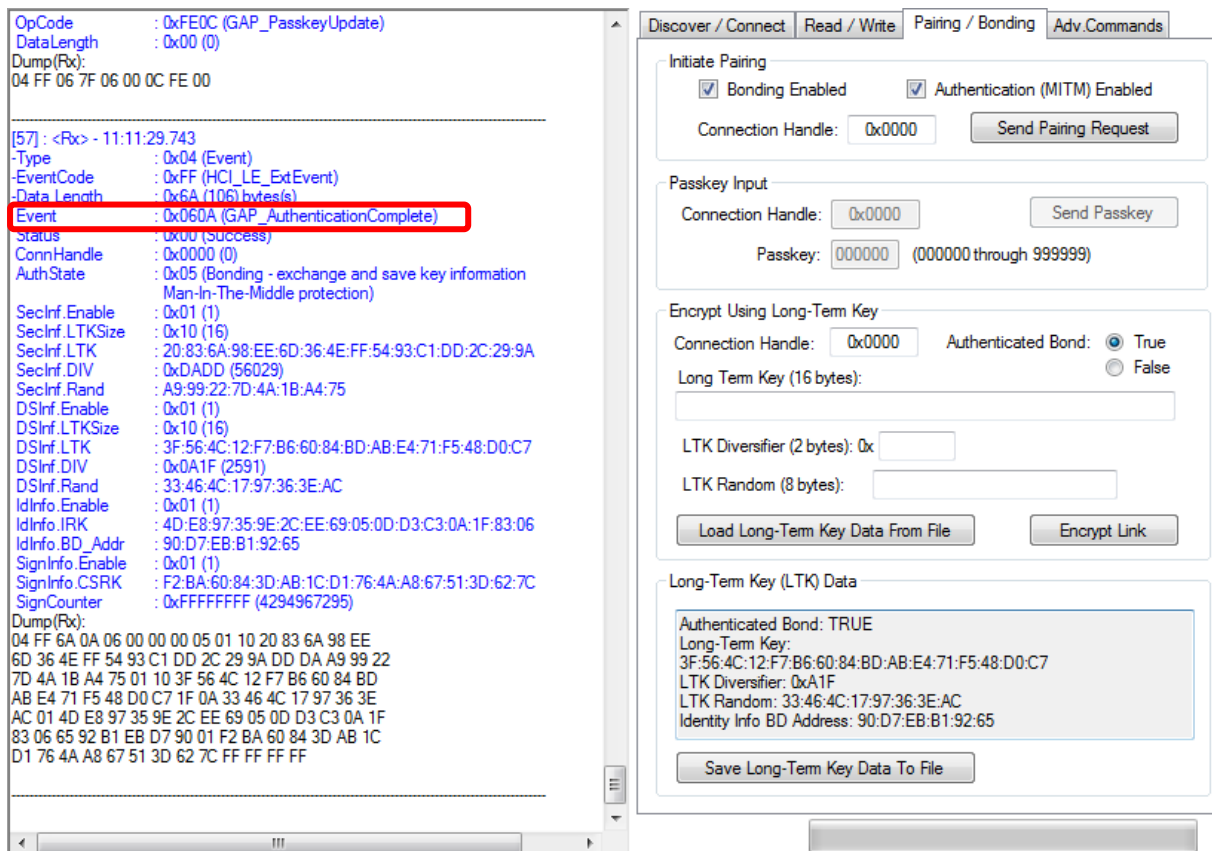 OpCode : 0xFE0C (GAP_PasskeyUpdate)
DataLength : 0x00 (0)
Dump(Rx):
04 FF 06 7F 06 00 0C FE 00
[57] : <Rx> - 11:11:29.743
-Type : 0x04 (Event)
-EventCode : 0xFF (HCI_LE_ExtEvent)
-Data Length : 0x6A (106) bytes(s)
Event : 0x060A (GAP_AuthenticationComplete)
Status : 0x00 (Success)
ConnHandle : 0x0000 (0)
AuthState : 0x05 (Bonding - exchange and save key information
Man-In-The-Middle protection)
SecInf.Enable : 0x01 (1)
SecInf.LTKSize : 0x10 (16)
SecInf.LTK : 20:83:6A:98:EE:6D:36:4E:FF:54:93:C1:DD:2C:29:9A
SecInf.DIV : 0xDADD (56029)
SecInf.Rand : A9:99:22:7D:4A:1B:A4:75
DSInf.Enable : 0x01 (1)
DSInf.LTKSize : 0x10 (16)
DSInf.LTK : 3F:56:4C:12:F7:B6:60:84:BD:AB:E4:71:F5:48:D0:C7
DSInf.DIV : 0x0A1F (2591)
DSInf.Rand : 33:46:4C:17:97:36:3E:AC
IdInfo.Enable : 0x01 (1)
IdInfo.IRK : 4D:E8:97:35:9E:2C:EE:69:05:0D:D3:C3:0A:1F:83:06
IdInfo.BD_Addr : 90:D7:EB:B1:92:65
SignInfo.Enable : 0x01 (1)
SignInfo.CSRK : F2:BA:60:84:3D:AB:1C:D1:76:4A:A8:67:51:3D:62:7C
SignCounter : 0xFFFFFFFF (4294967295)
Dump(Rx):
04 FF 6A 0A 06 00 00 00 05 01 10 20 83 6A 98 EE
6D 36 4E FF 54 93 C1 DD 2C 29 9A DD DA A9 99 22
7D 4A 1B A4 75 01 10 3F 56 4C 12 F7 B6 60 84 BD
AB E4 71 F5 48 D0 C7 1F 0A 33 46 4C 17 97 36 3E
AC 01 4D E8 97 35 9E 2C EE 69 05 0D D3 C3 0A 1F
83 06 65 92 B1 EB D7 90 01 F2 BA 60 84 3D AB 1C
D1 76 4A A8 67 51 3D 62 7C FF FF FF FF
Discover / Connect Read / Write Pairing / Bonding Adv.Commands
Initiate Pairing
Bonding Enabled Authentication (MITM) Enabled
Connection Handle: 0x0000 Send Pairing Request
Passkey Input
Connection Handle: 0x0000 Send Passkey
Passkey: 000000 (000000 through 999999)
Encrypt Using Long-Term Key
Connection Handle: 0x0000 Authenticated Bond: True
False
Long Term Key (16 bytes):
LTK Diversifier (2 bytes): 0x
LTK Random (8 bytes):
Load Long-Term Key Data From File Encrypt Link
Long-Term Key (LTK) Data
Authenticated Bond: TRUE
Long-Term Key:
3F:56:4C:12:F7:B6:60:84:BD:AB:E4:71:F5:48:D0:C7
LTK Diversifier: 0xA1F
LTK Random: 33:46:4C:17:97:36:3E:AC
Identity Info BD Address: 90:D7:EB:B1:92:65
Save Long-Term Key Data To File